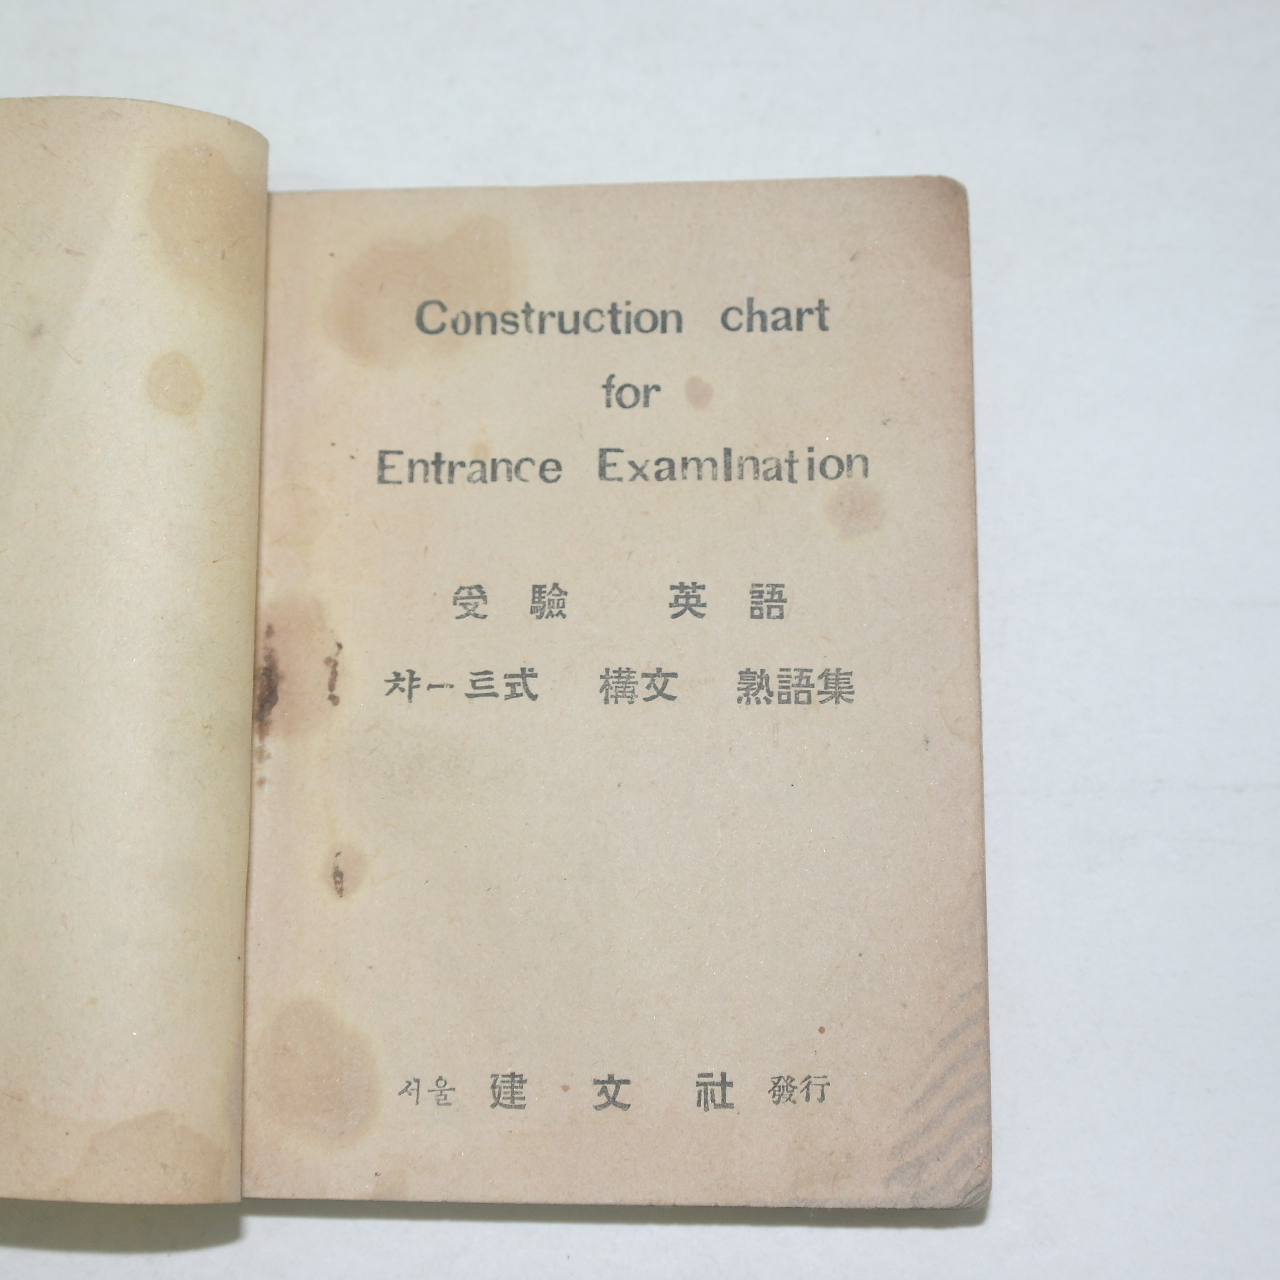 Construction chart
for
Entrance ExamInation
受驗 英語
챠ー트式 構文 熟語集
서울 建文社 發行